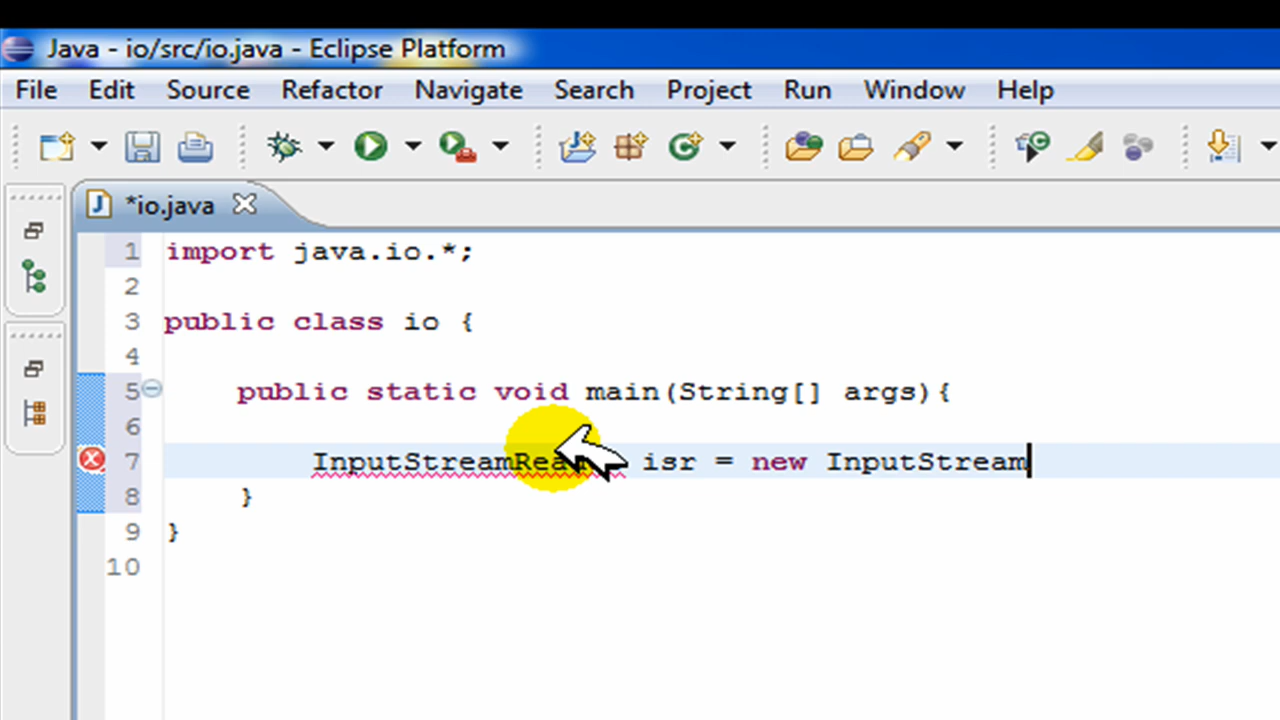 Java - io/src/io.java - Eclipse Platform
File Edit Source Refactor Navigate Search Project Run Window Help
*io.java
1 import java.io.*;
2
3 public class io {
4
5 public static void main(String[] args){
6
7 isr = new InputStream
8 }
9 }
10